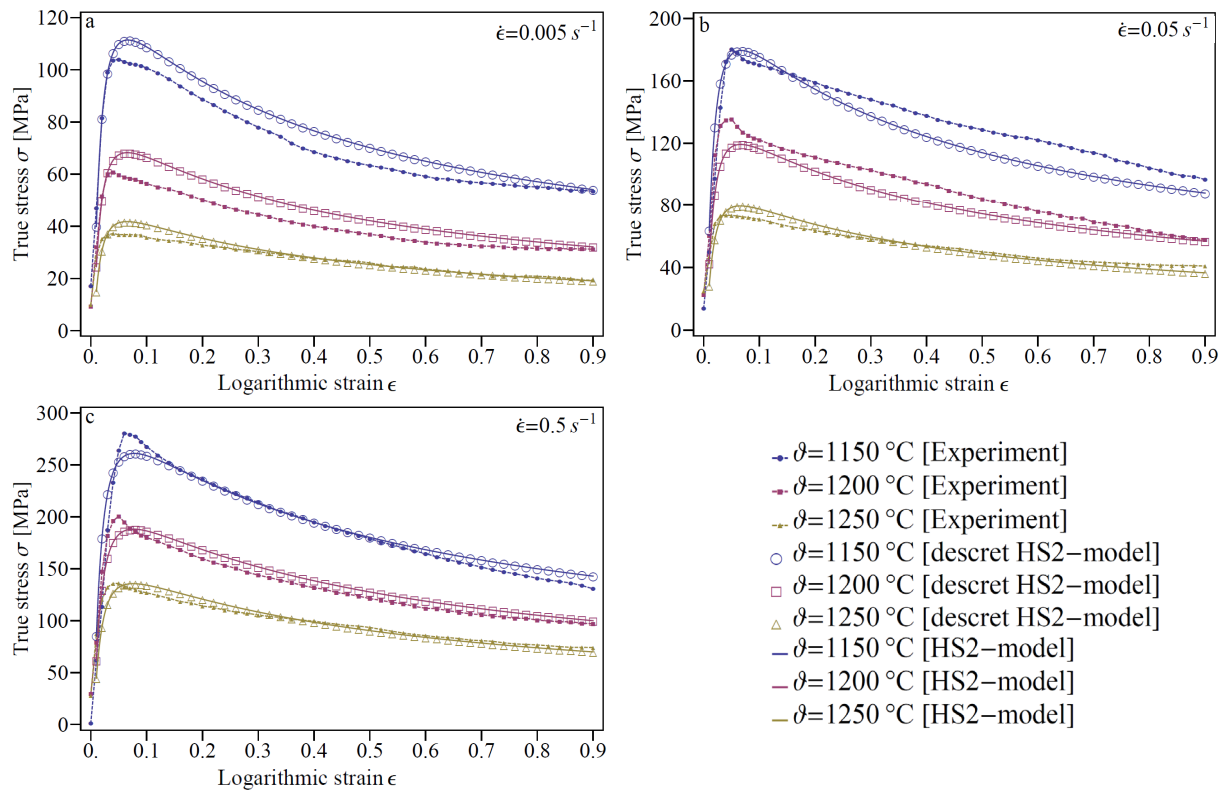 a
ϵ̇=0.005 s⁻¹
True stress σ [MPa]
120
100
80
60
40
20
0
0. 0.1 0.2 0.3 0.4 0.5 0.6 0.7 0.8 0.9
Logarithmic strain ϵ
b
ϵ̇=0.05 s⁻¹
True stress σ [MPa]
200
160
120
80
40
0
0. 0.1 0.2 0.3 0.4 0.5 0.6 0.7 0.8 0.9
Logarithmic strain ϵ
c
ϵ̇=0.5 s⁻¹
True stress σ [MPa]
300
250
200
150
100
50
0
0. 0.1 0.2 0.3 0.4 0.5 0.6 0.7 0.8 0.9
Logarithmic strain ϵ
ϑ=1150 °C [Experiment]
ϑ=1200 °C [Experiment]
ϑ=1250 °C [Experiment]
ϑ=1150 °C [descret HS2−model]
ϑ=1200 °C [descret HS2−model]
ϑ=1250 °C [descret HS2−model]
ϑ=1150 °C [HS2−model]
ϑ=1200 °C [HS2−model]
ϑ=1250 °C [HS2−model]